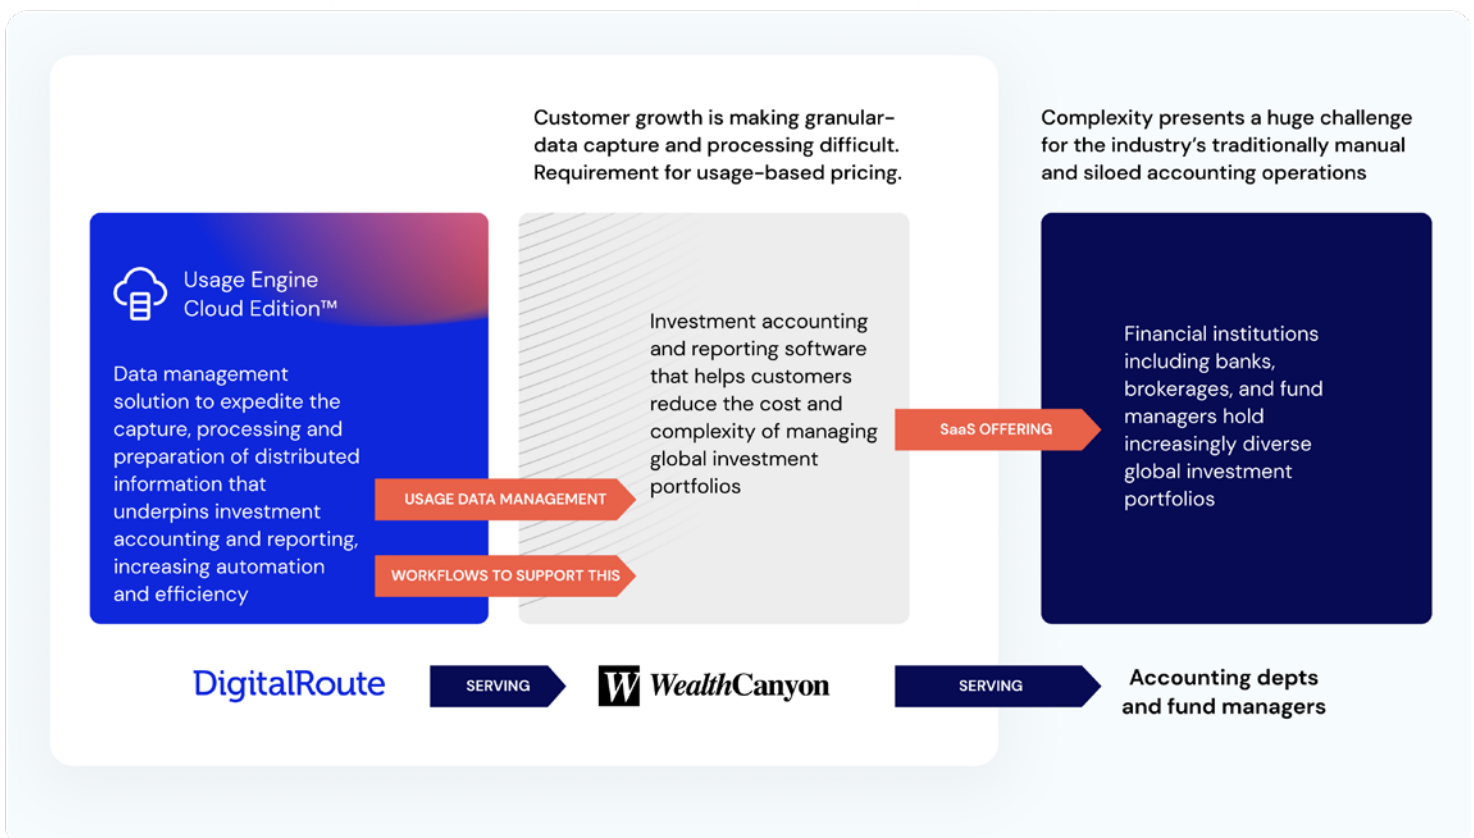 Customer growth is making granular-
data capture and processing difficult.
Requirement for usage-based pricing.
Complexity presents a huge challenge
for the industry's traditionally manual
and siloed accounting operations
Usage Engine
Cloud Edition™
Data management
solution to expedite the
capture, processing and
preparation of distributed
information that
underpins investment
accounting and reporting,
increasing automation
and efficiency
USAGE DATA MANAGEMENT
WORKFLOWS TO SUPPORT THIS
Investment accounting
and reporting software
that helps customers
reduce the cost and
complexity of managing
global investment
portfolios
SaaS OFFERING
Financial institutions
including banks,
brokerages, and fund
managers hold
increasingly diverse
global investment
portfolios
DigitalRoute
SERVING
W WealthCanyon
SERVING
Accounting depts
and fund managers